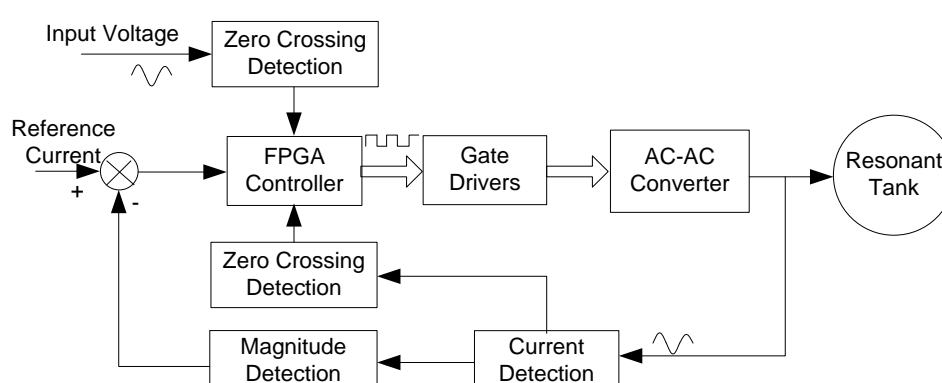 Input Voltage
Zero Crossing
Detection
Reference
Current
+
-
FPGA
Controller
Gate
Drivers
AC-AC
Converter
Resonant
Tank
Zero Crossing
Detection
Magnitude
Detection
Current
Detection